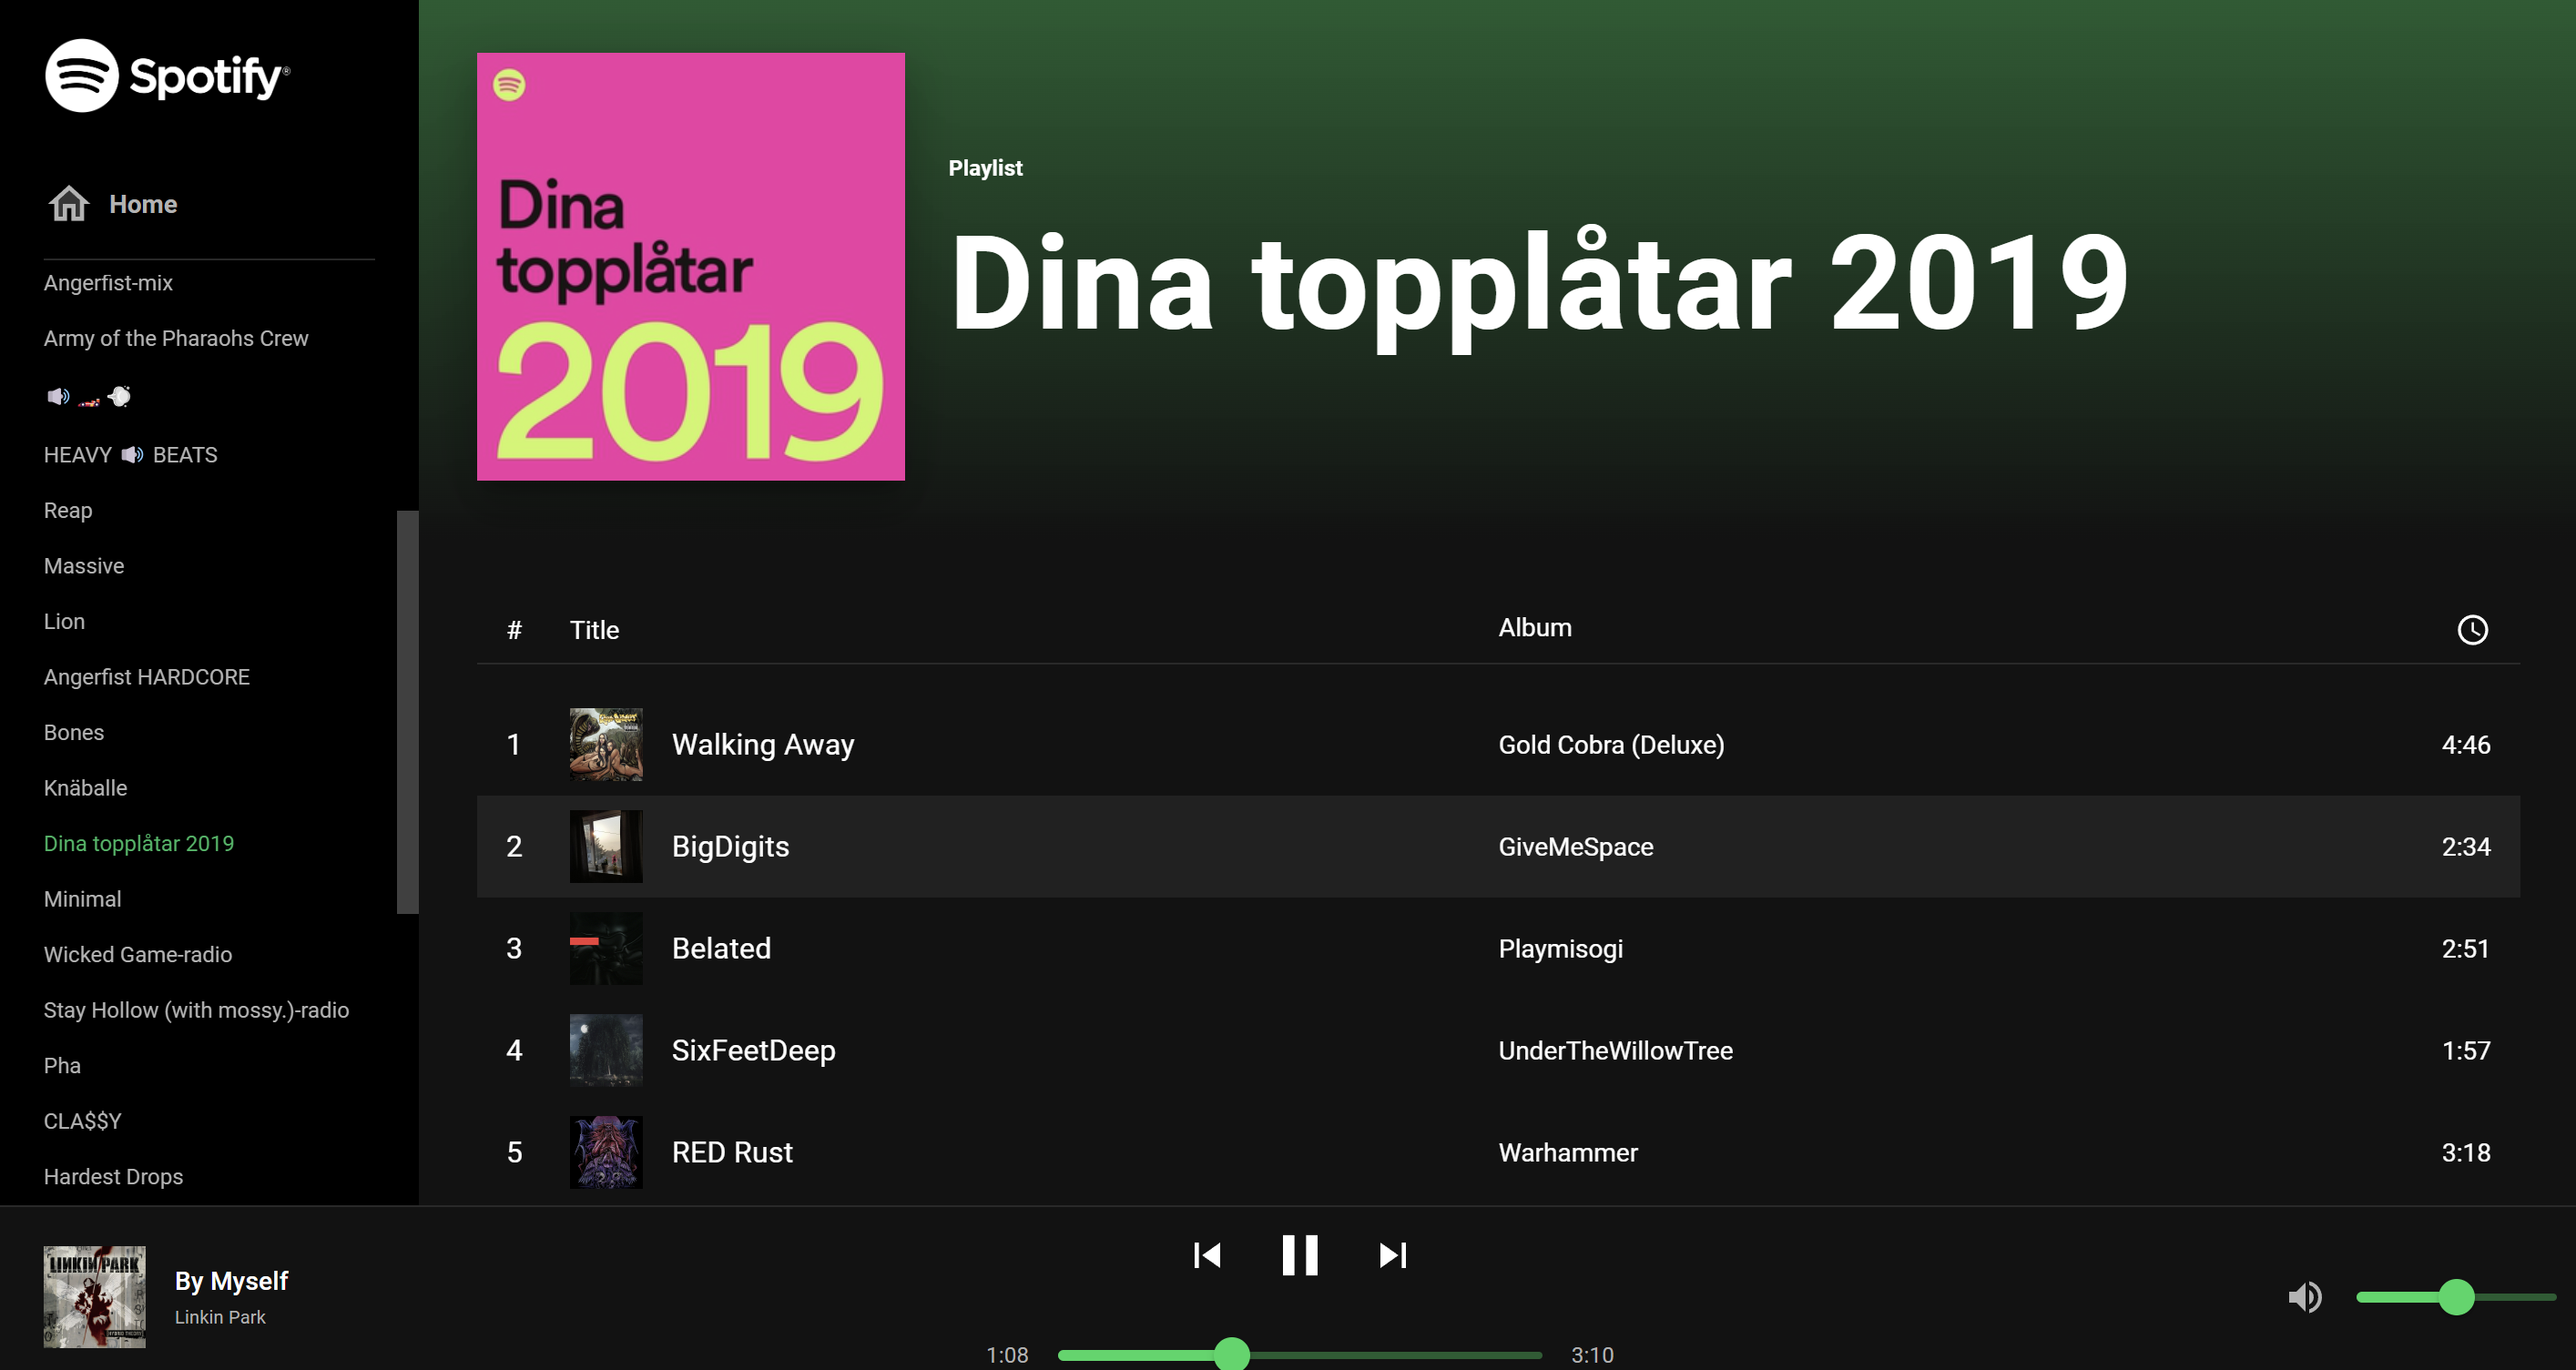 Spotify®
Home
Angerfist-mix
Army of the Pharaohs Crew
🔊 🏎️ 💨
HEAVY 🔊 BEATS
Reap
Massive
Lion
Angerfist HARDCORE
Bones
Knäballe
Dina topplåtar 2019
Minimal
Wicked Game-radio
Stay Hollow (with mossy.)-radio
Pha
CLA$$Y
Hardest Drops
Dina
topplåtar
2019
Playlist
Dina topplåtar 2019
# Title Album
1 Walking Away Gold Cobra (Deluxe) 4:46
2 BigDigits GiveMeSpace 2:34
3 Belated Playmisogi 2:51
4 SixFeetDeep UnderTheWillowTree 1:57
5 RED Rust Warhammer 3:18
LINKIN PARK
By Myself
Linkin Park
1:08 3:10